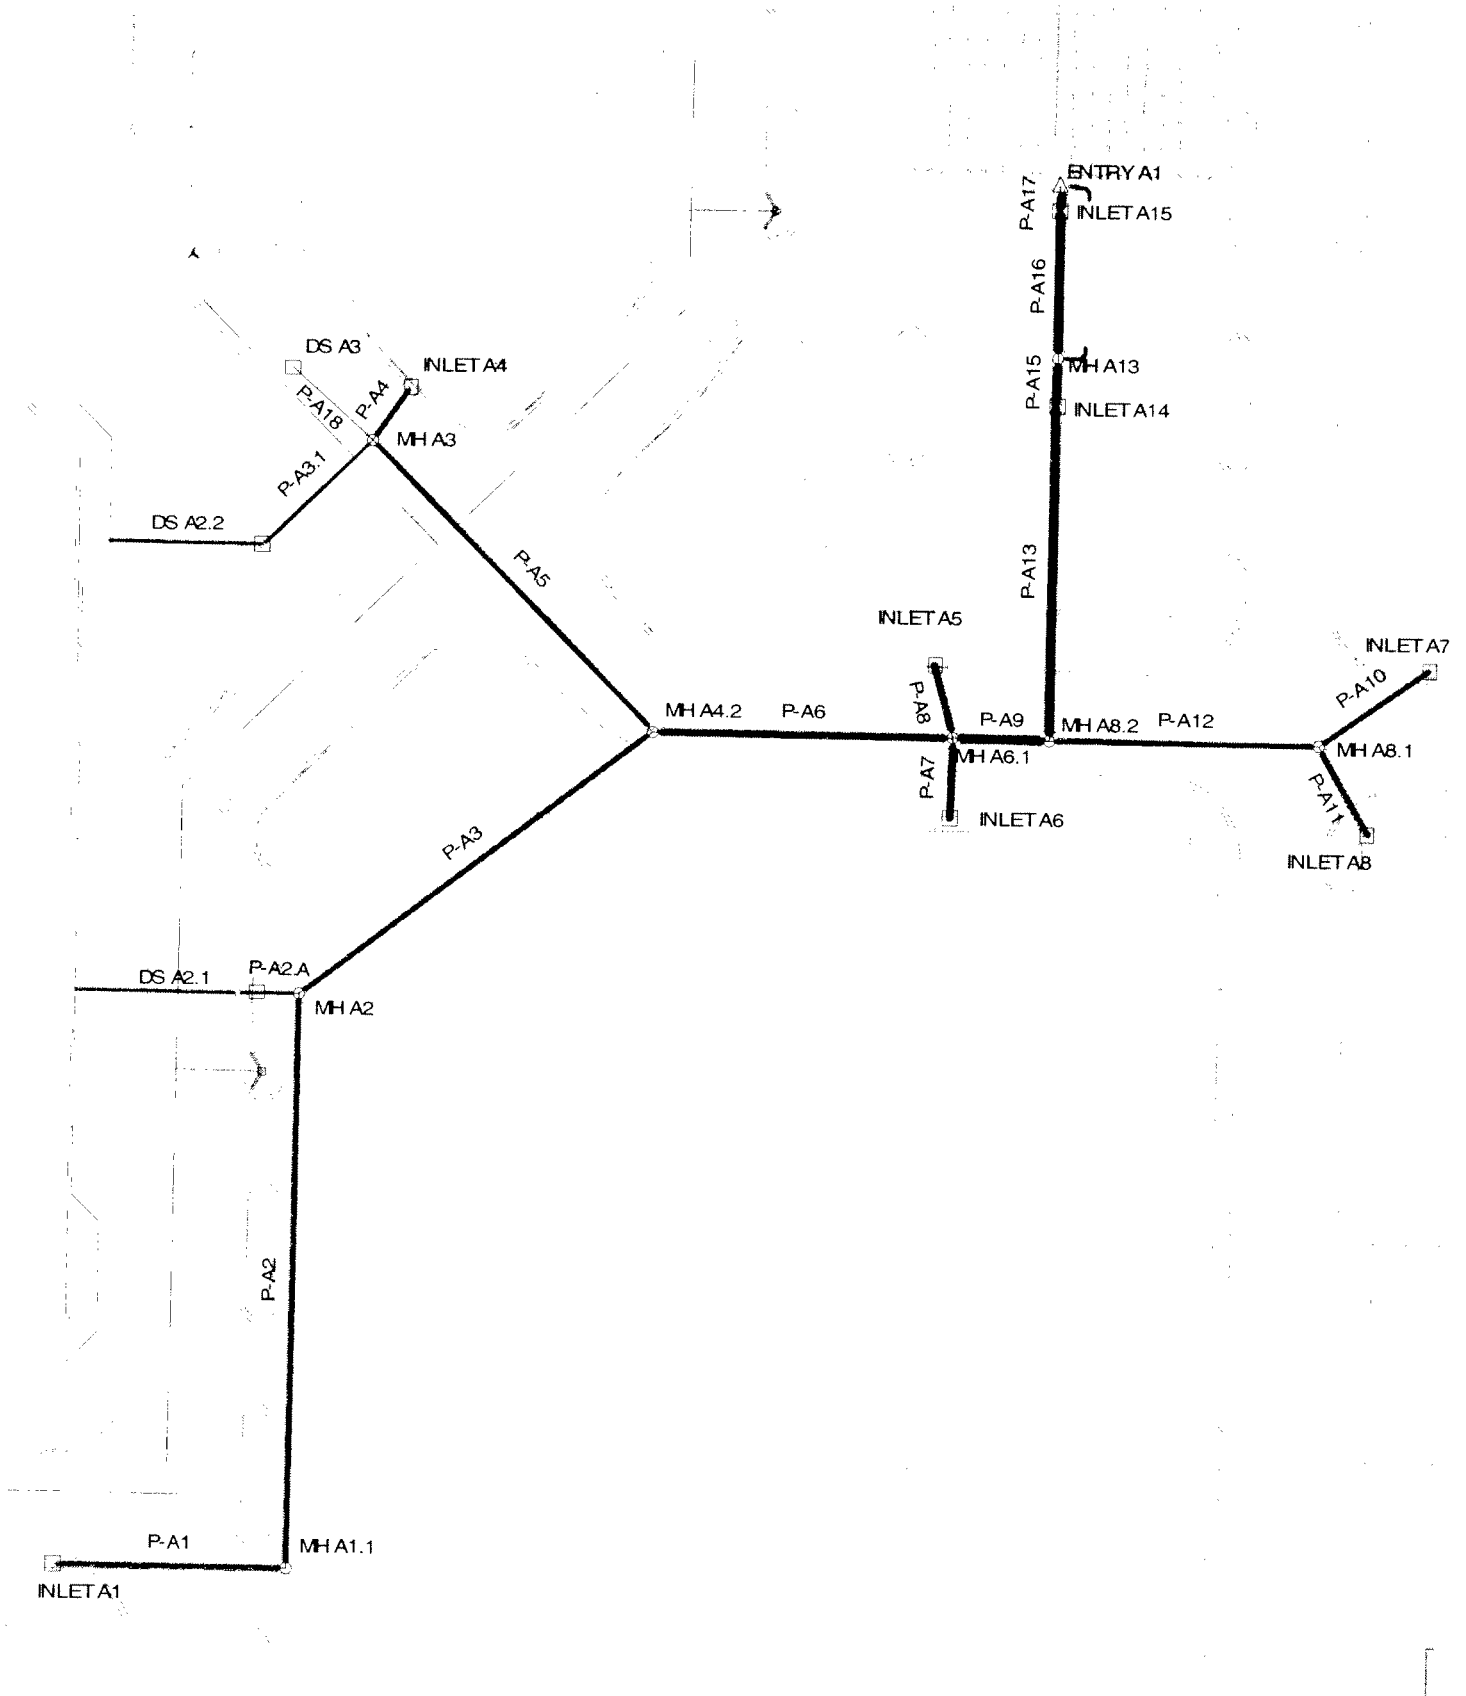 ENTRY A1
P-A17
INLET A15
P-A16
MH A13
P-A15
INLET A14
DS A3
INLET A4
P-A18
P-A4
MH A3
P-A3.1
DS A2.2
P-A5
P-A13
INLET A5
INLET A7
P-A10
P-A8
MH A4.2
P-A6
P-A9
MH A8.2
P-A12
MH A6.1
MH A8.1
P-A7
P-A11
INLET A6
INLET A8
P-A3
DS A2.1
P-A2.A
MH A2
P-A2
P-A1
MH A1.1
INLET A1